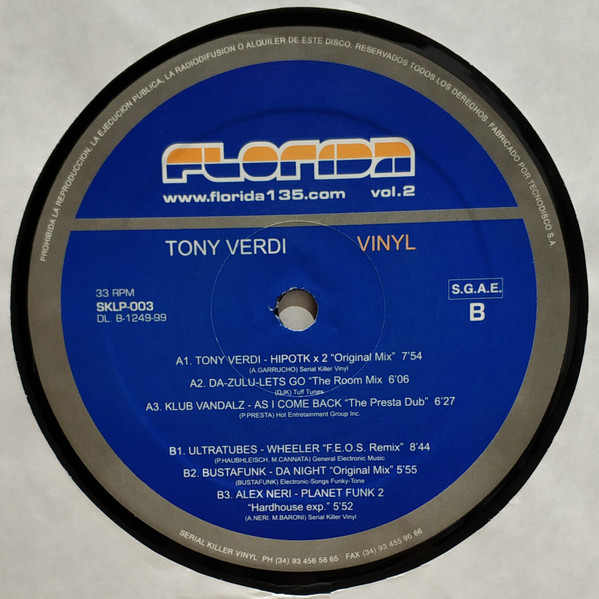 PROHIBIDA LA REPRODUCCION, LA EJECUCION PUBLICA, LA RADIODIFUSION O ALQUILER DE ESTE DISCO. RESERVADOS TODOS LOS DERECHOS. FABRICADO POR TECNODISCO S.A.
FLORIDA
www.florida135.com vol.2
TONY VERDI VINYL
33 RPM
SKLP-003
DL. B-1249-99
S.G.A.E.
B
A1. TONY VERDI - HIPOTK x 2 "Original Mix" 7'54
(A.GARRUCHO) Serial Killer Vinyl
A2. DA-ZULU-LETS GO "The Room Mix 6'06
(DJK) Tuff Tunes
A3. KLUB VANDALZ - AS I COME BACK "The Presta Dub" 6'27
(P.PRESTA) Hot Entretainment Group Inc.
B1. ULTRATUBES - WHEELER "F.E.O.S. Remix" 8'44
(P.HAUBHLEISCH, M.CANNATA) General Electronic Music
B2. BUSTAFUNK - DA NIGHT "Original Mix" 5'55
(BUSTAFUNK) Electronic-Songs Funky-Tone
B3. ALEX NERI - PLANET FUNK 2
"Hardhouse exp." 5'52
(A.NERI, M.BARONI) Serial Killer Vinyl
SERIAL KILLER VINYL PH (34) 93 456 56 65 FAX (34) 93 455 96 66